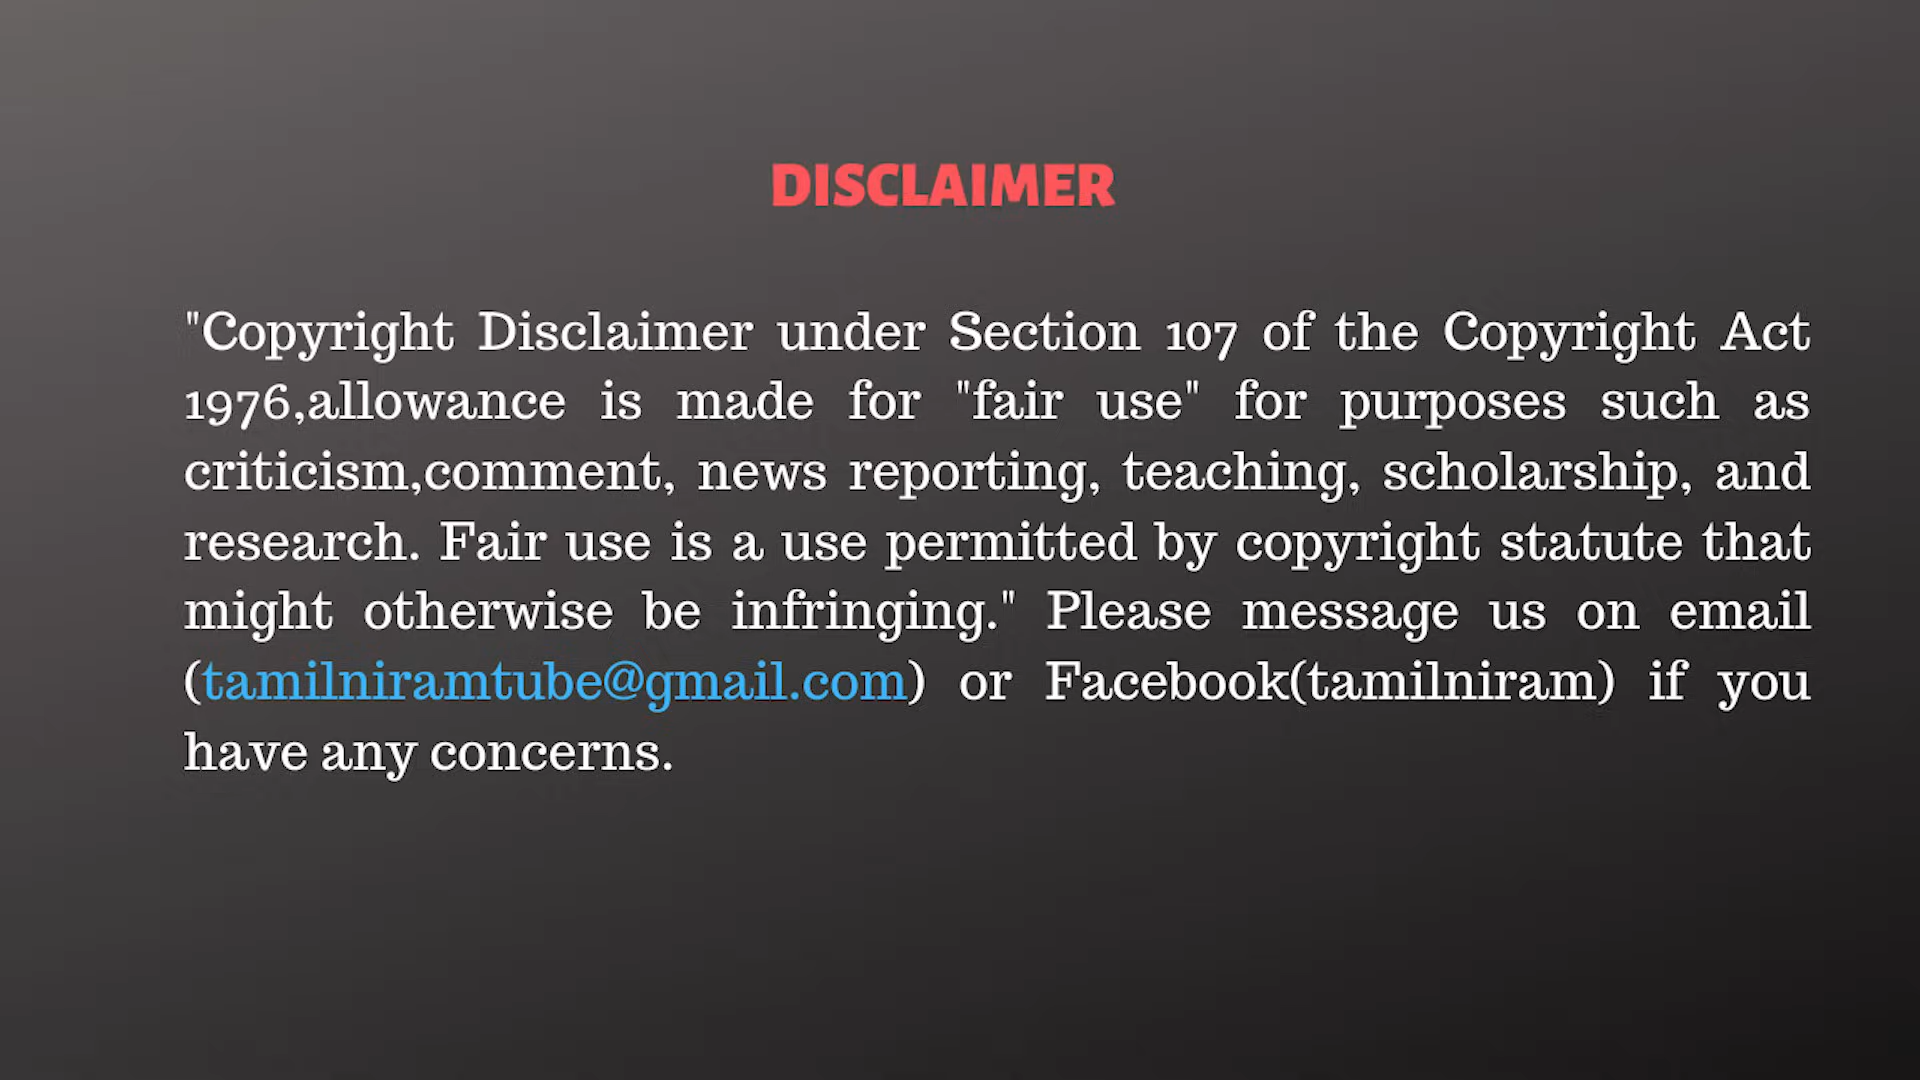 DISCLAIMER
"Copyright Disclaimer under Section 107 of the Copyright Act
1976,allowance is made for "fair use" for purposes such as
criticism,comment, news reporting, teaching, scholarship, and
research. Fair use is a use permitted by copyright statute that
might otherwise be infringing." Please message us on email
(tamilniramtube@gmail.com) or Facebook(tamilniram) if you
have any concerns.